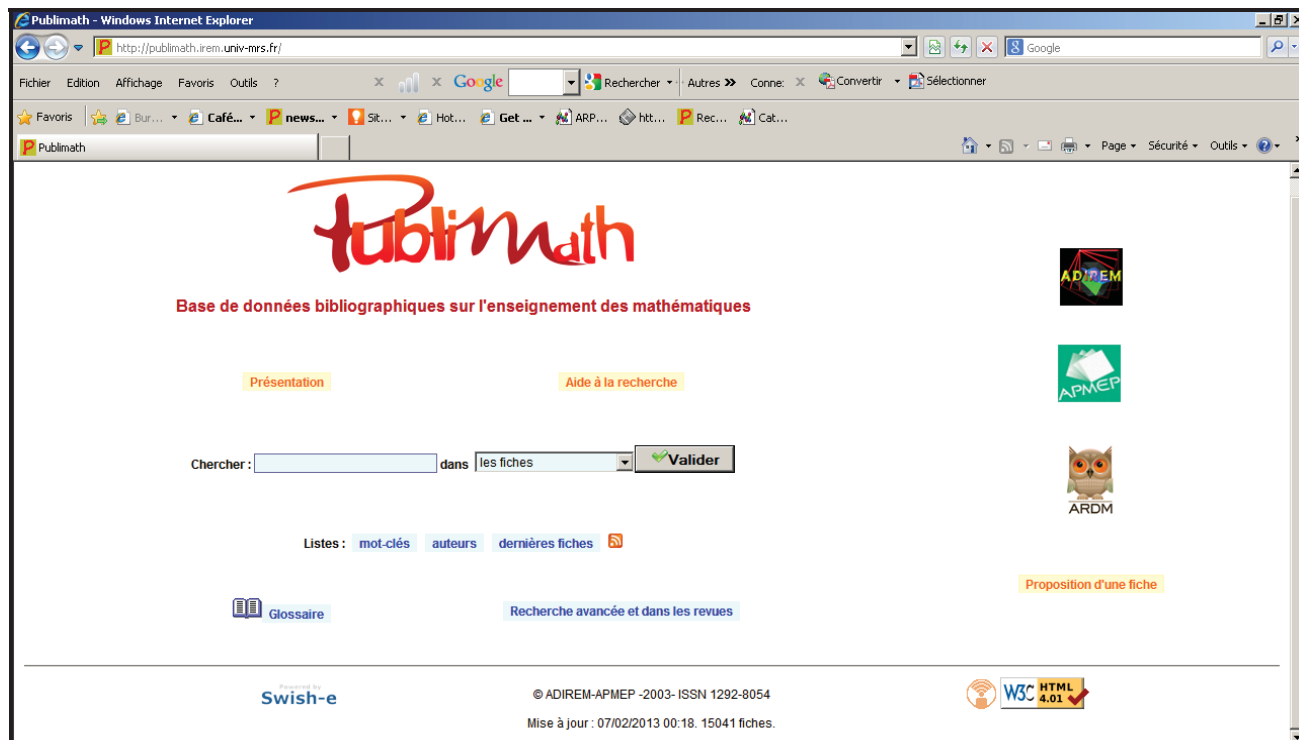 Publimath - Windows Internet Explorer
http://publimath.irem.univ-mrs.fr/
Google
Fichier Edition Affichage Favoris Outils ? x x Google Rechercher Autres >> Conne: x Convertir Sélectionner
Favoris Bur... Café... news... Sit... Hot... Get ... ARP... htt... Rec... Cat...
Publimath
Page Sécurité Outils
PubliMath
Base de données bibliographiques sur l'enseignement des mathématiques
ADIREM
Présentation Aide à la recherche
APMEP
Chercher : dans les fiches Valider
ARDM
Listes : mot-clés auteurs dernières fiches
Proposition d'une fiche
Glossaire Recherche avancée et dans les revues
Powered by
Swish-e
© ADIREM-APMEP -2003- ISSN 1292-8054
W3C HTML 4.01
Mise à jour : 07/02/2013 00:18. 15041 fiches.